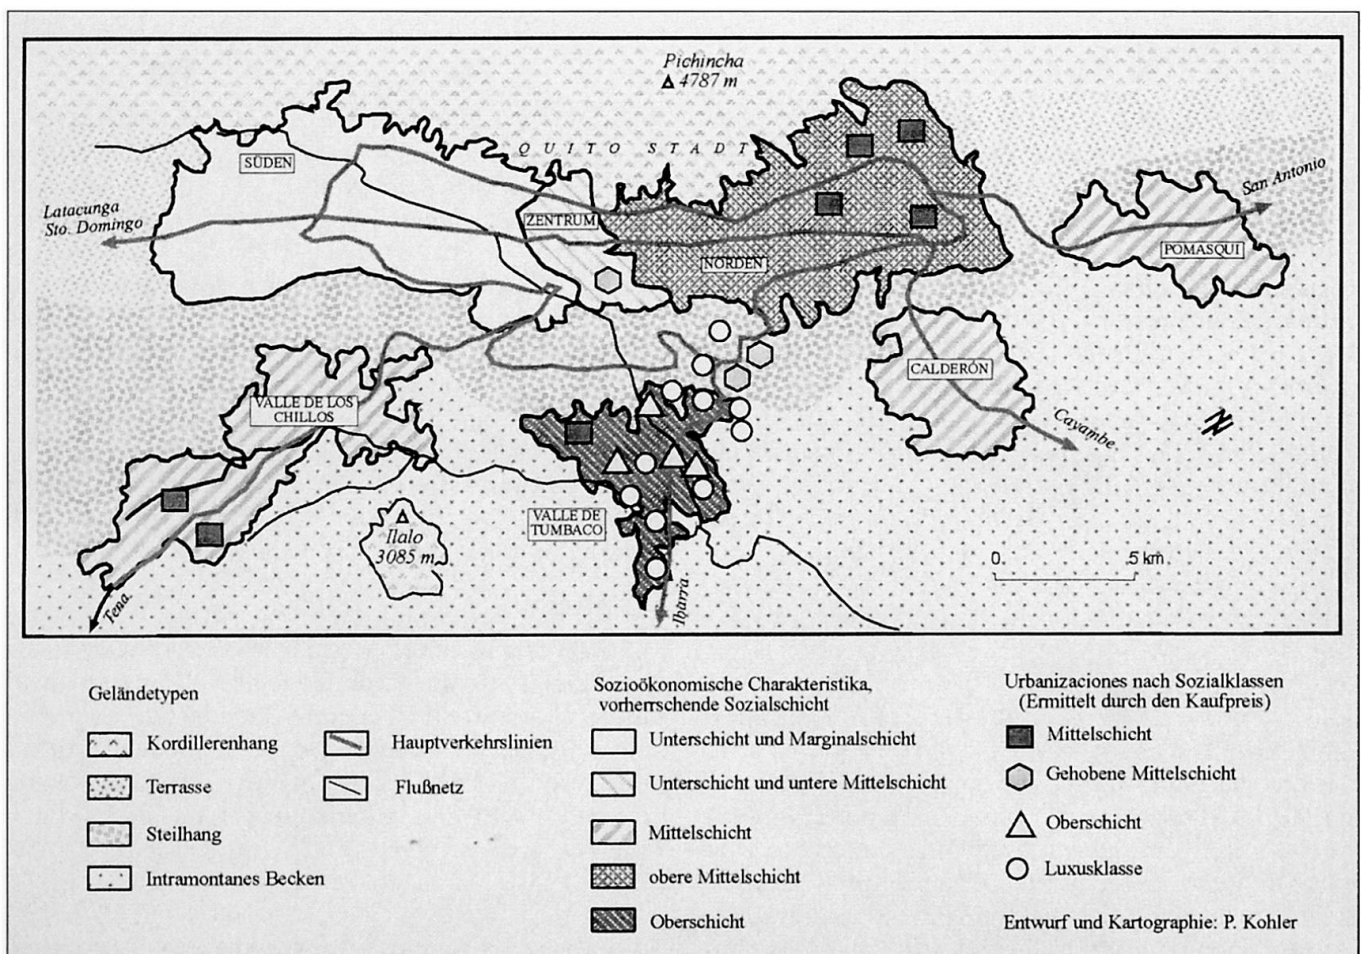 Pichincha
4787 m
QUITO STADT
SÜDEN
Latacunga
Sto. Domingo
ZENTRUM
NORDEN
San Antonio
POMASQUI
CALDERÓN
Cayambe
N
VALLE DE LOS
CHILLOS
Ilalo
3085 m
VALLE DE
TUMBACO
0 5 km
Tena
Ibarra
Geländetypen
Kordillerenhang
Terrasse
Steilhang
Intramontanes Becken
Hauptverkehrslinien
Flußnetz
Sozioökonomische Charakteristika,
vorherrschende Sozialschicht
Unterschicht und Marginalschicht
Unterschicht und untere Mittelschicht
Mittelschicht
obere Mittelschicht
Oberschicht
Urbanizaciones nach Sozialklassen
(Ermittelt durch den Kaufpreis)
Mittelschicht
Gehobene Mittelschicht
Oberschicht
Luxusklasse
Entwurf und Kartographie: P. Kohler